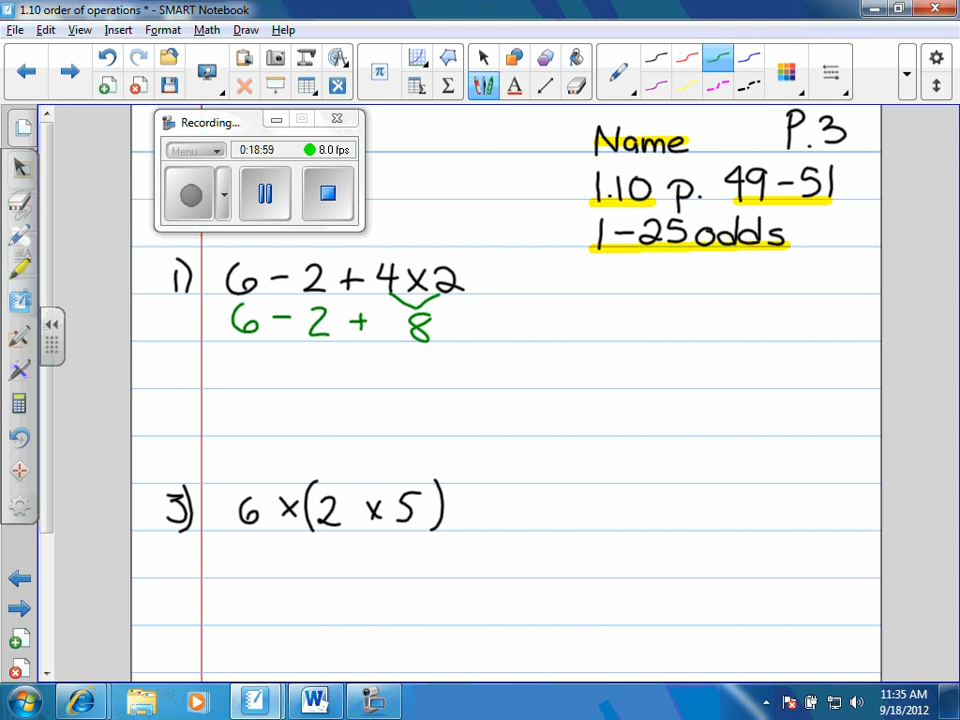 1.10 order of operations * - SMART Notebook
File Edit View Insert Format Math Draw Help
Recording...
Menu 0:18:59 8.0 fps
Name P.3
1.10 p. 49-51
1-25 odds
1) 6 - 2 + 4 x 2
6 - 2 + 8
3) 6 x (2 x 5)
11:35 AM
9/18/2012